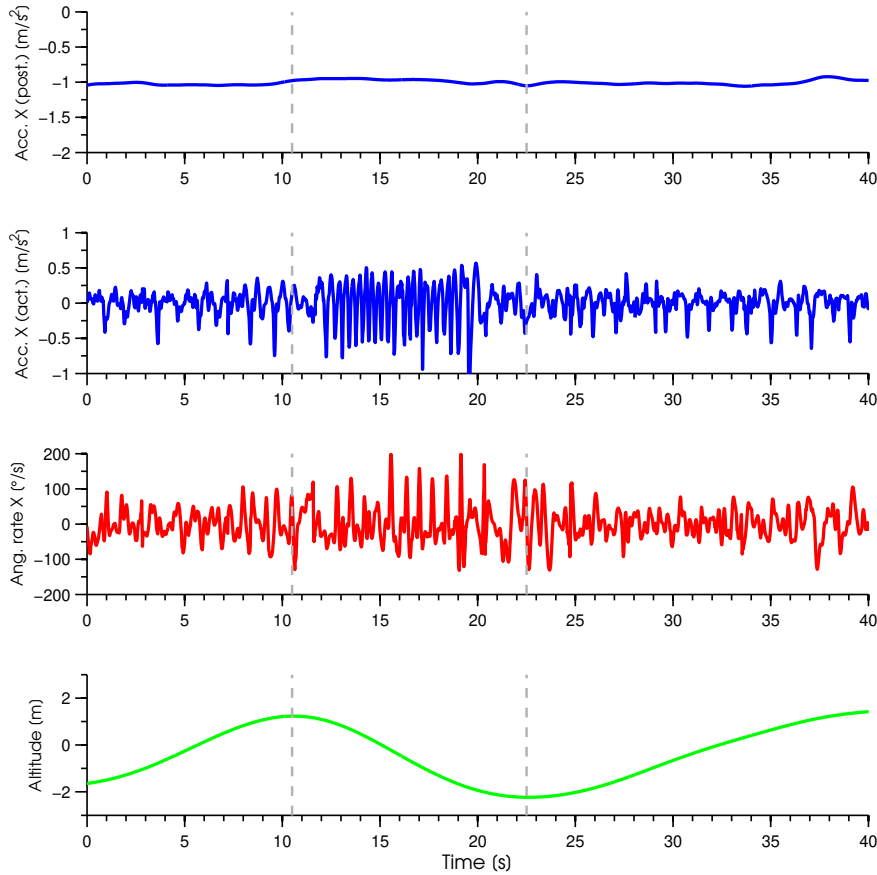 Acc. X (post.) (m/s²)
0
−0.5
−1
−1.5
−2
0 5 10 15 20 25 30 35 40
Acc. X (act.) (m/s²)
1
0.5
0
−0.5
−1
0 5 10 15 20 25 30 35 40
Ang. rate X (°/s)
200
100
0
−100
−200
0 5 10 15 20 25 30 35 40
Altitude (m)
2
0
−2
0 5 10 15 20 25 30 35 40
Time (s)